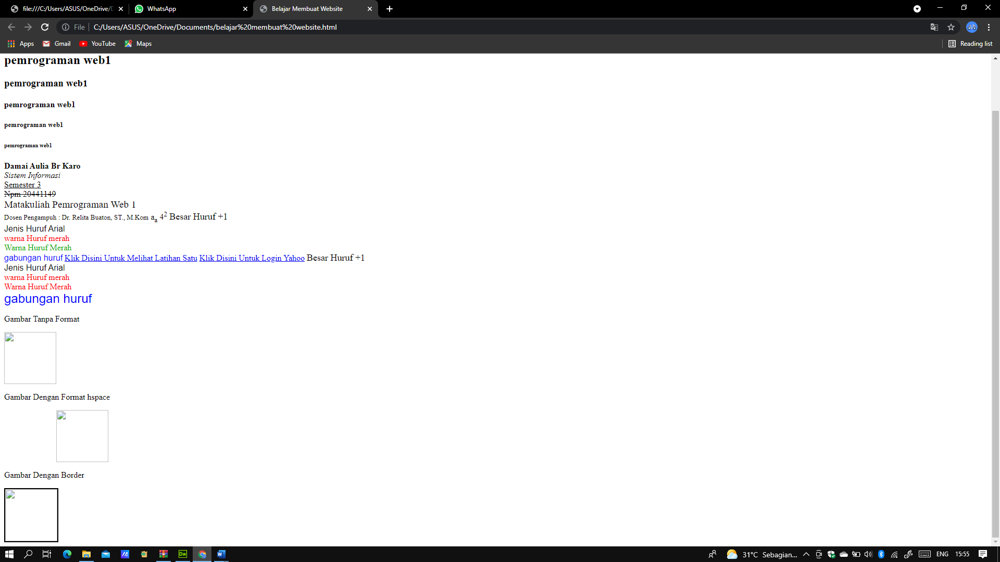 file:///C:/Users/ASUS/OneDrive/D
WhatsApp
Belajar Membuat Website
File
C:/Users/ASUS/OneDrive/Documents/belajar%20membuat%20website.html
Apps
Gmail
YouTube
Maps
Reading list
pemrograman web1
pemrograman web1
pemrograman web1
pemrograman web1
pemrograman web1
Damai Aulia Br Karo
Sistem Informasi
Semester 3
Npm 20441149
Matakuliah Pemrograman Web 1
Dosen Pengampuh : Dr. Relita Buaton, ST., M.Kom aₐ 4² Besar Huruf +1
Jenis Huruf Arial
warna Huruf merah
Warna Huruf Merah
gabungan huruf Klik Disini Untuk Melihat Latihan Satu Klik Disini Untuk Login Yahoo Besar Huruf +1
Jenis Huruf Arial
warna Huruf merah
Warna Huruf Merah
gabungan huruf
Gambar Tanpa Format
Gambar Dengan Format hspace
Gambar Dengan Border
Dw
W
31°C Sebagian...
ENG
15:55